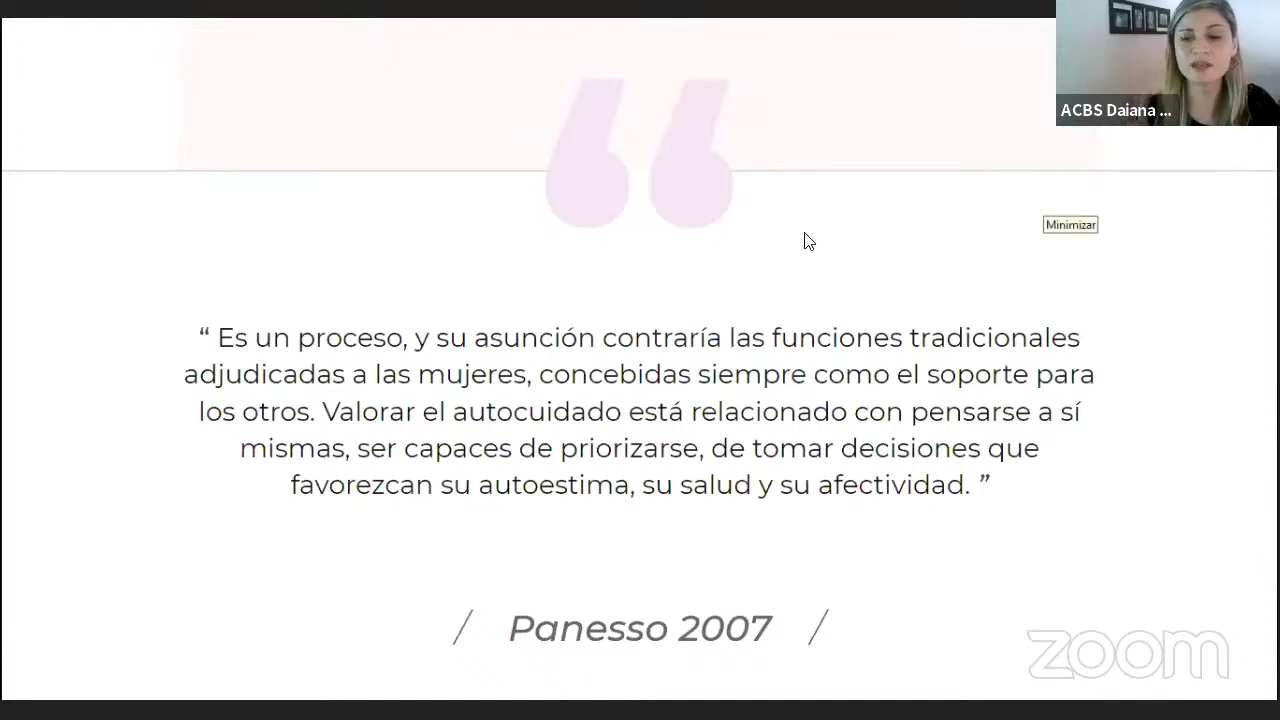 ACBS Daiana ...
Minimizar
“ Es un proceso, y su asunción contraría las funciones tradicionales
adjudicadas a las mujeres, concebidas siempre como el soporte para
los otros. Valorar el autocuidado está relacionado con pensarse a sí
mismas, ser capaces de priorizarse, de tomar decisiones que
favorezcan su autoestima, su salud y su afectividad. ”
/ Panesso 2007 /
zoom